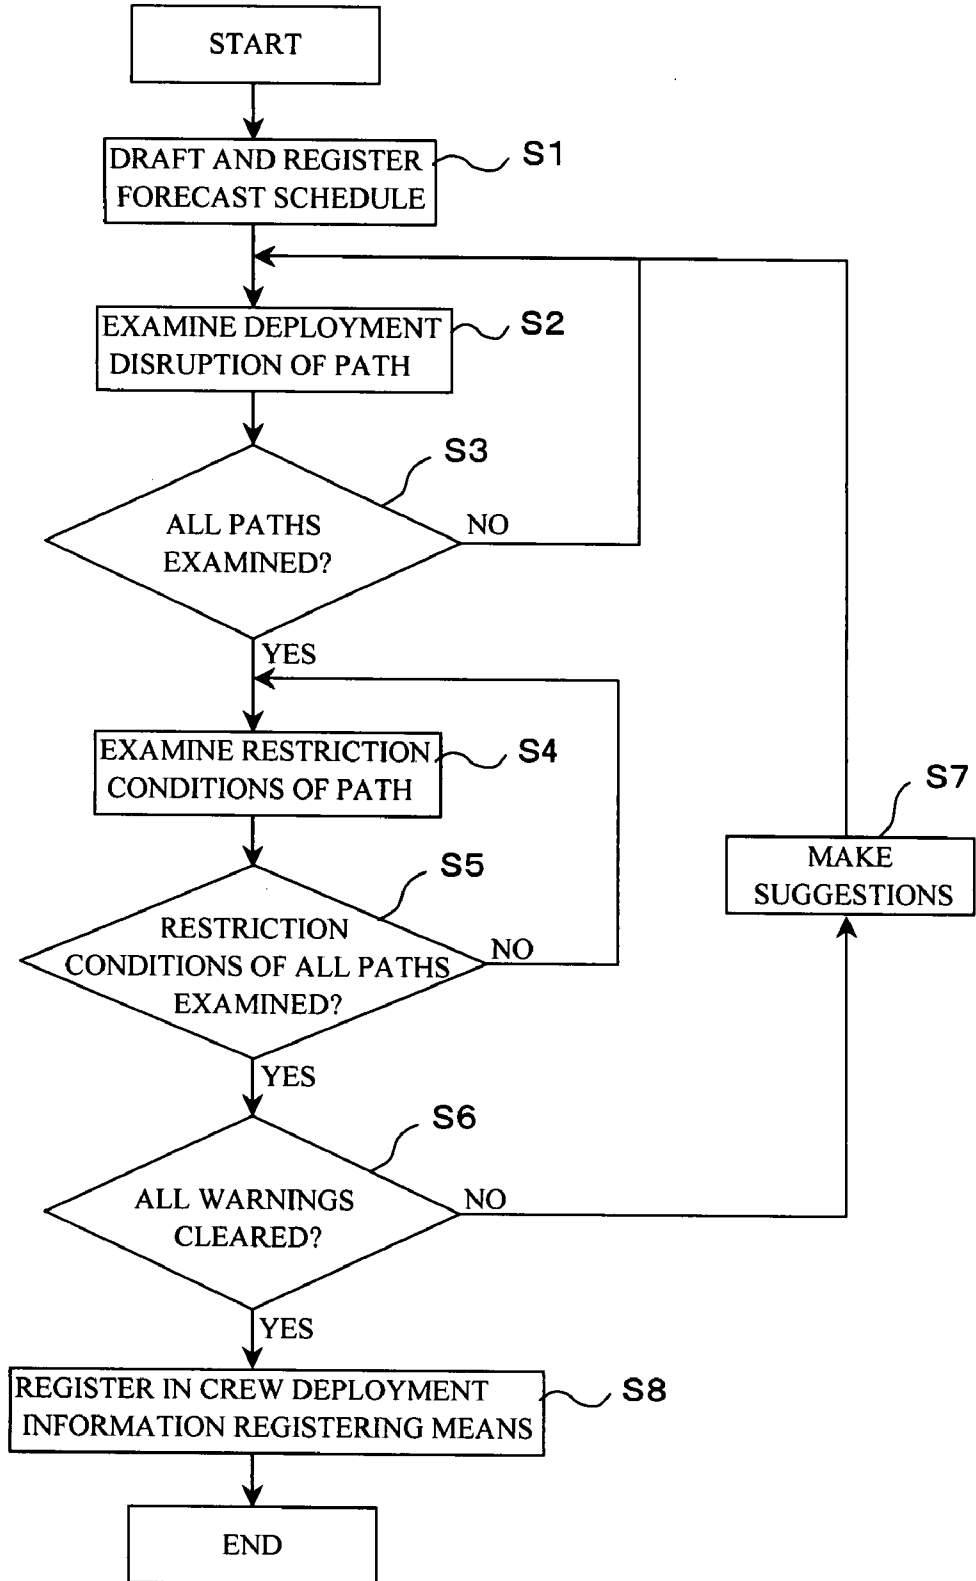 START
DRAFT AND REGISTER
FORECAST SCHEDULE
S1
EXAMINE DEPLOYMENT
DISRUPTION OF PATH
S2
S3
ALL PATHS
EXAMINED?
NO
YES
EXAMINE RESTRICTION
CONDITIONS OF PATH
S4
S7
MAKE
SUGGESTIONS
S5
RESTRICTION
CONDITIONS OF ALL PATHS
EXAMINED?
NO
YES
S6
ALL WARNINGS
CLEARED?
NO
YES
REGISTER IN CREW DEPLOYMENT
INFORMATION REGISTERING MEANS
S8
END